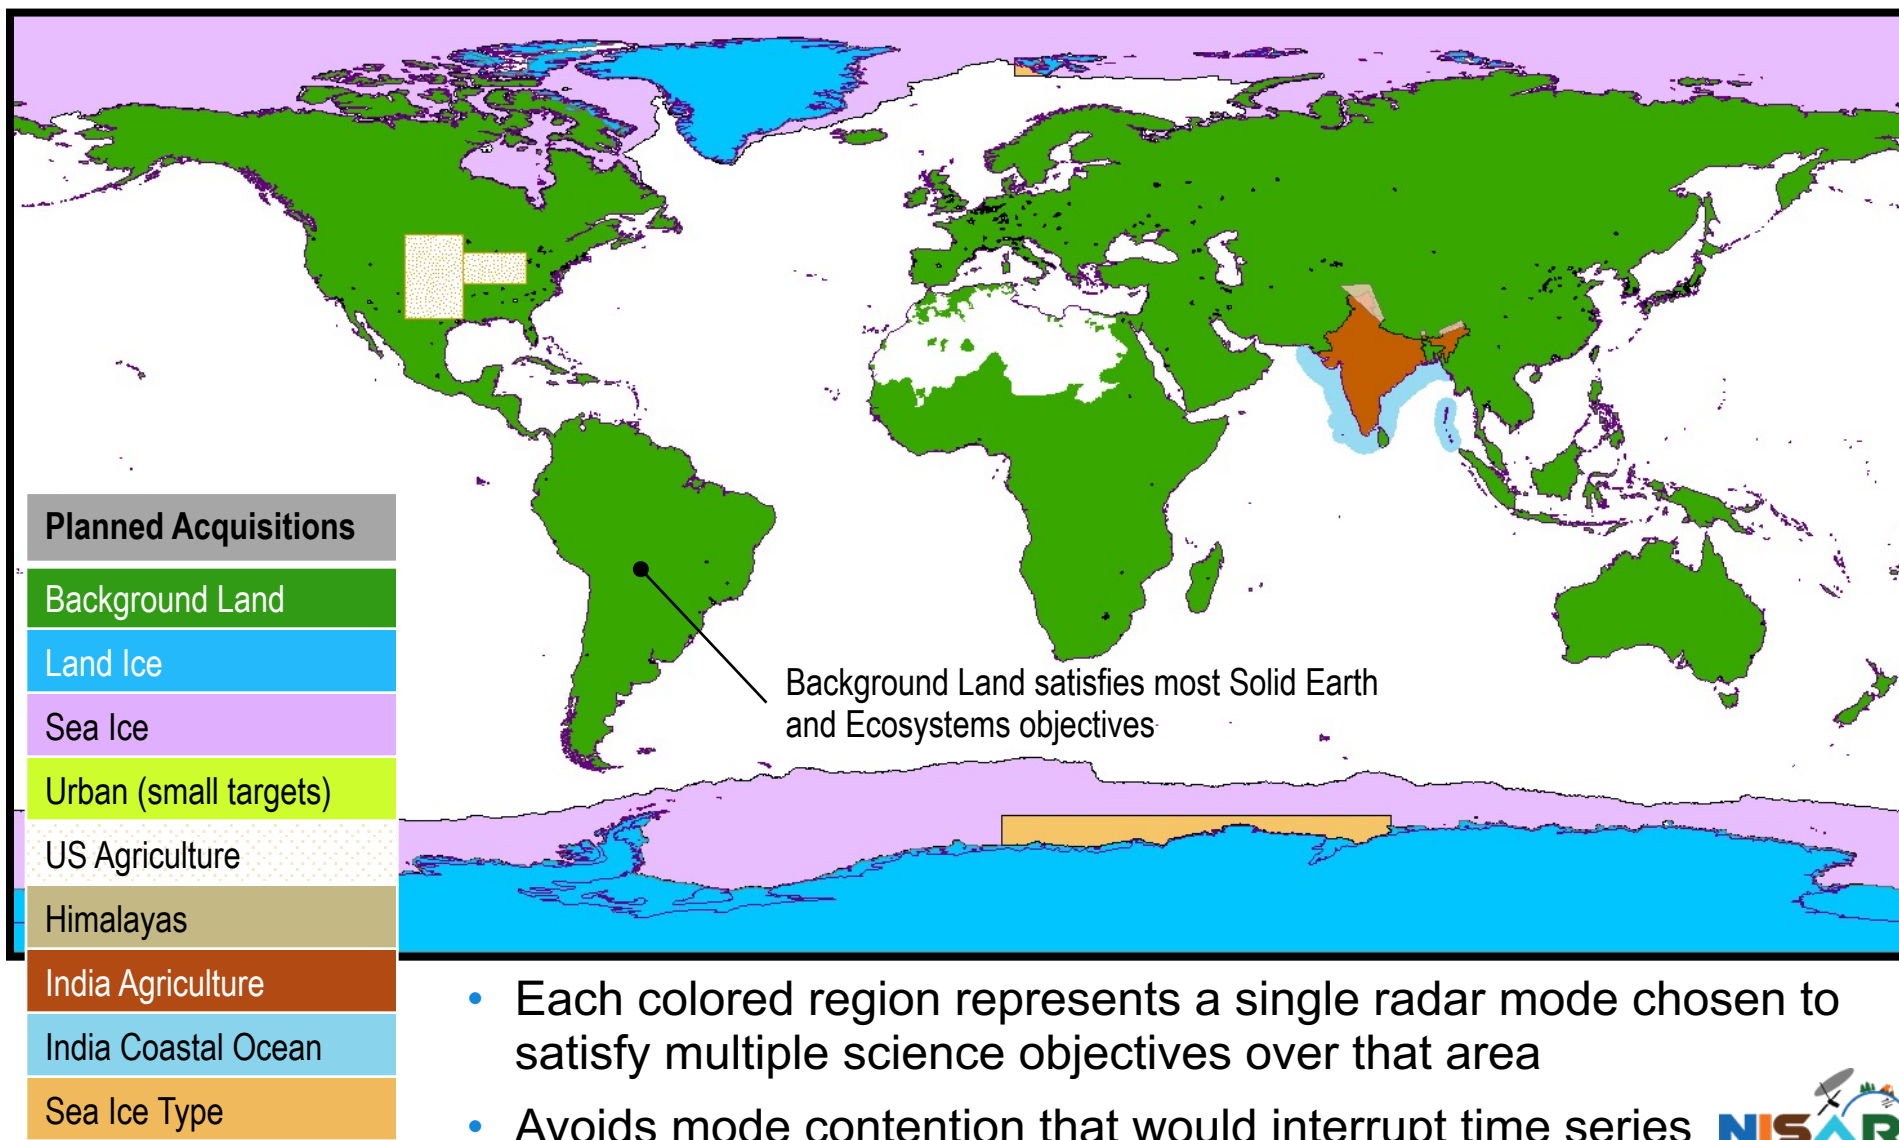 Planned Acquisitions
Background Land
Land Ice
Sea Ice
Urban (small targets)
US Agriculture
Himalayas
India Agriculture
India Coastal Ocean
Sea Ice Type
Background Land satisfies most Solid Earth
and Ecosystems objectives
• Each colored region represents a single radar mode chosen to
satisfy multiple science objectives over that area
• Avoids mode contention that would interrupt time series
NISAR